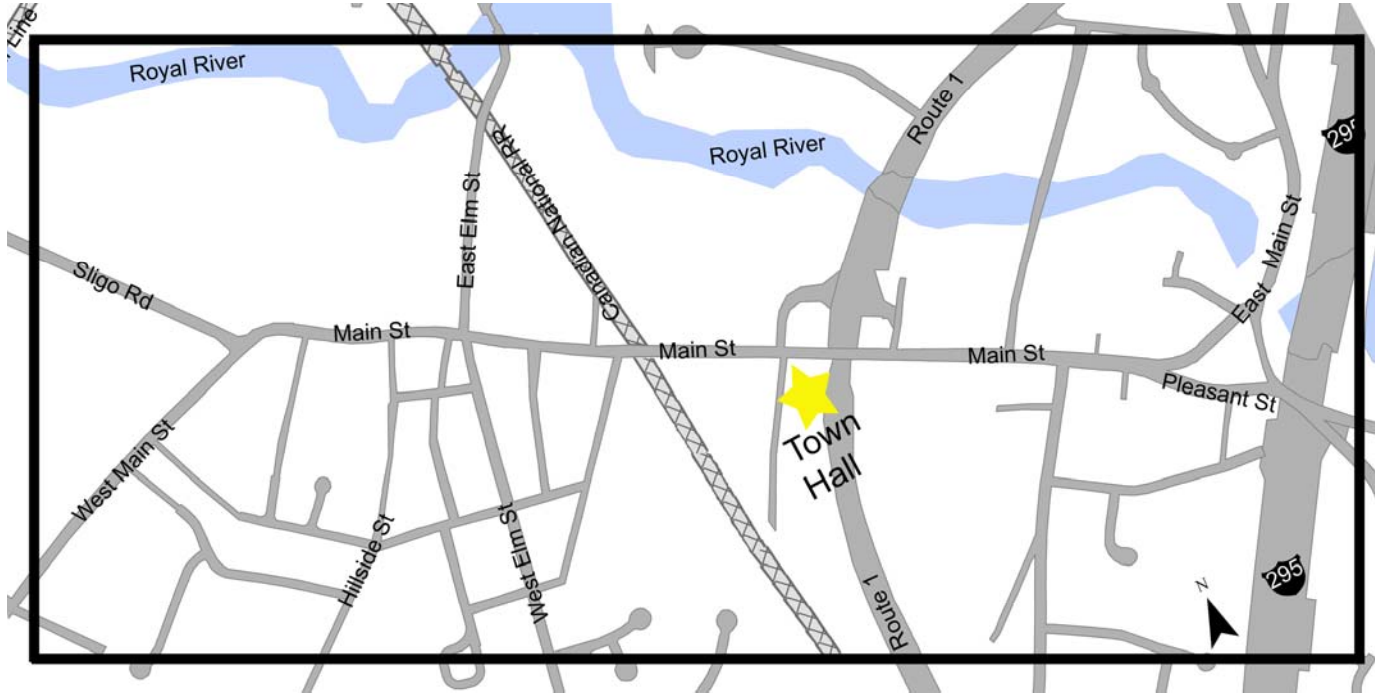 Line
Royal River
Route 1
295
Royal River
East Elm St
Canadian National RR
East Main St
Sligo Rd
Main St
Main St
Main St
Pleasant St
Town
Hall
West Main St
Hillside St
West Elm St
295
N
Route 1